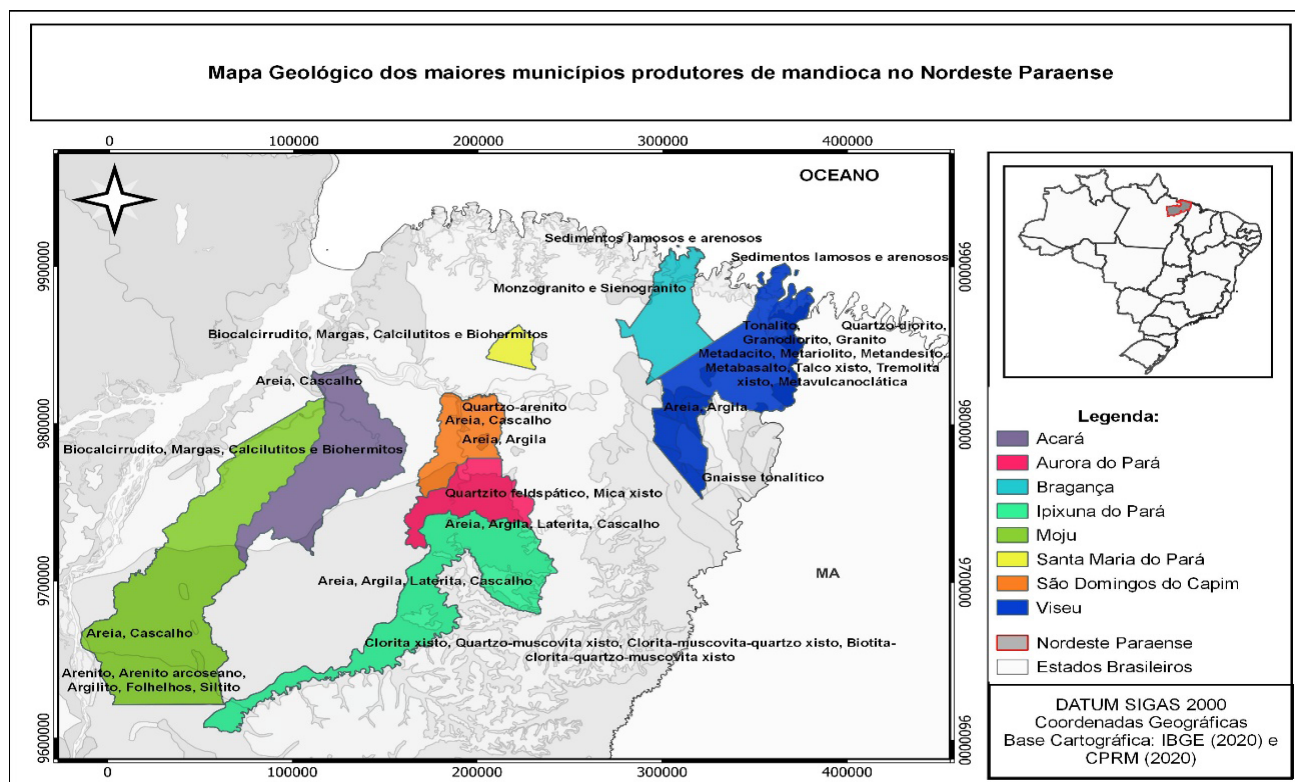 Mapa Geológico dos maiores municípios produtores de mandioca no Nordeste Paraense
0 100000 200000 300000 400000
OCEANO
Sedimentos lamosos e arenosos
Sedimentos lamosos e arenosos
9900000
9900000
Monzogranito e Sienogranito
Biocalcirrudito, Margas, Calcilutitos e Biohermitos
Tonalito, Quartzo-diorito,
Granodiorito, Granito
Metadacito, Metariolito, Metandesito,
Metabasalto, Talco xisto, Tremolita
xisto, Metavulcanoclática
Areia, Cascalho
Quartzo-arenito
Areia, Cascalho
Areia, Argila
Areia, Argila
9800000
9800000
Biocalcirrudito, Margas, Calcilutitos e Biohermitos
Gnaisse tonalítico
Quartzito feldspático, Mica xisto
Areia, Argila, Laterita, Cascalho
Areia, Argila, Laterita, Cascalho
MA
9700000
9700000
Areia, Cascalho
Clorita xisto, Quartzo-muscovita xisto, Clorita-muscovita-quartzo xisto, Biotita-
clorita-quartzo-muscovita xisto
Arenito, Arenito arcoseano,
Argilito, Folhelhos, Siltito
9600000
9600000
0 100000 200000 300000 400000
Legenda:
Acará
Aurora do Pará
Bragança
Ipixuna do Pará
Moju
Santa Maria do Pará
São Domingos do Capim
Viseu
Nordeste Paraense
Estados Brasileiros
DATUM SIGAS 2000
Coordenadas Geográficas
Base Cartográfica: IBGE (2020) e
CPRM (2020)